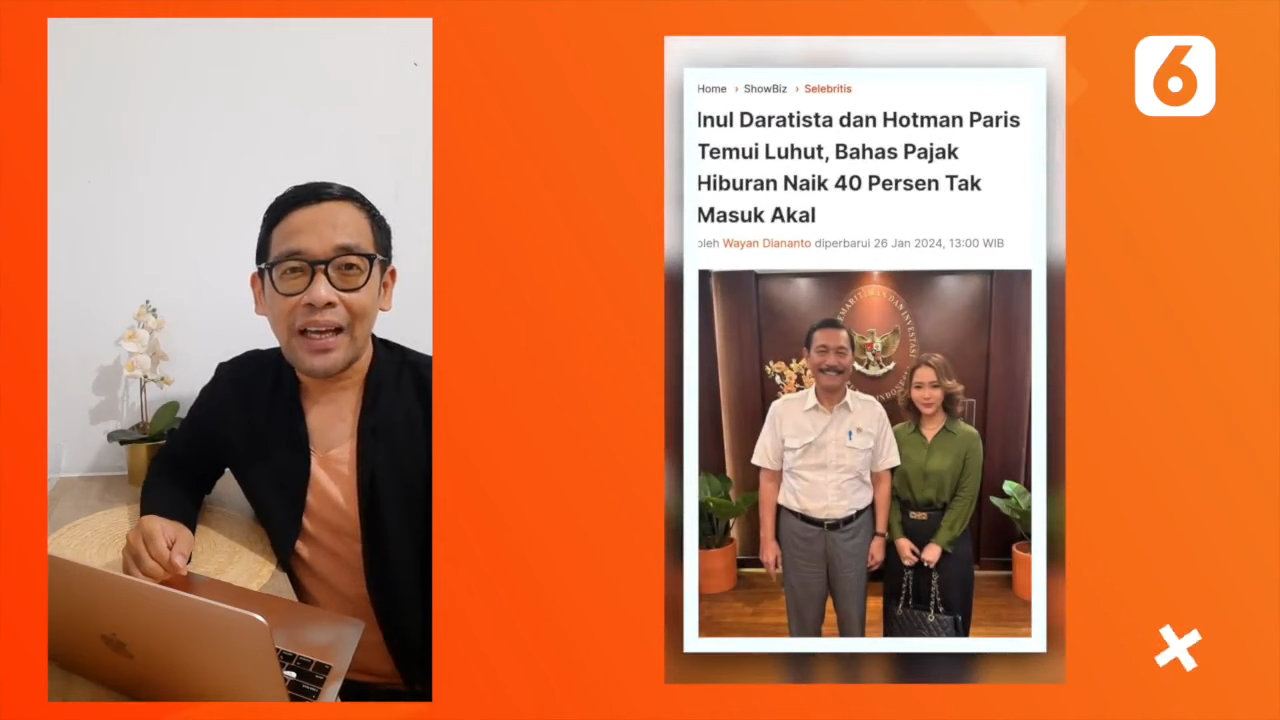 6
Home › ShowBiz › Selebritis
Inul Daratista dan Hotman Paris
Temui Luhut, Bahas Pajak
Hiburan Naik 40 Persen Tak
Masuk Akal
oleh Wayan Diananto diperbarui 26 Jan 2024, 13:00 WIB